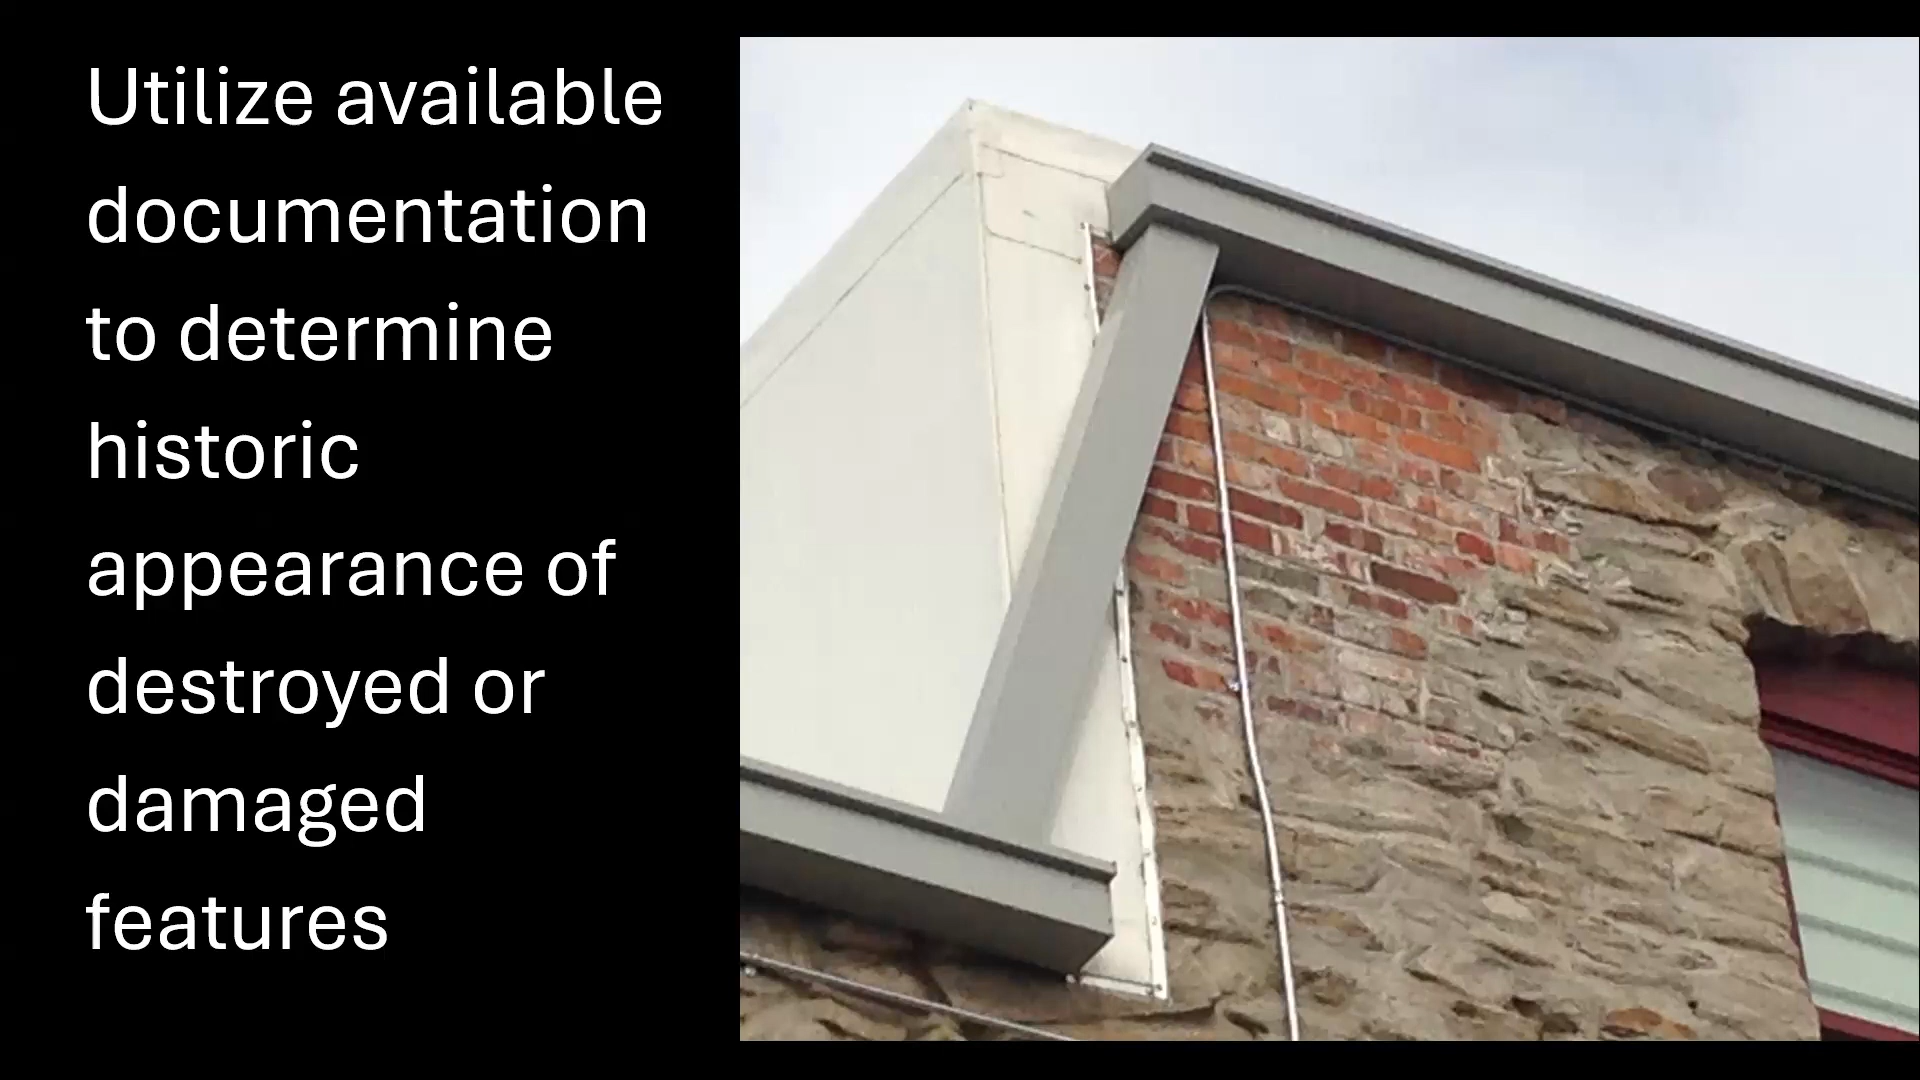 Utilize available
documentation
to determine
historic
appearance of
destroyed or
damaged
features